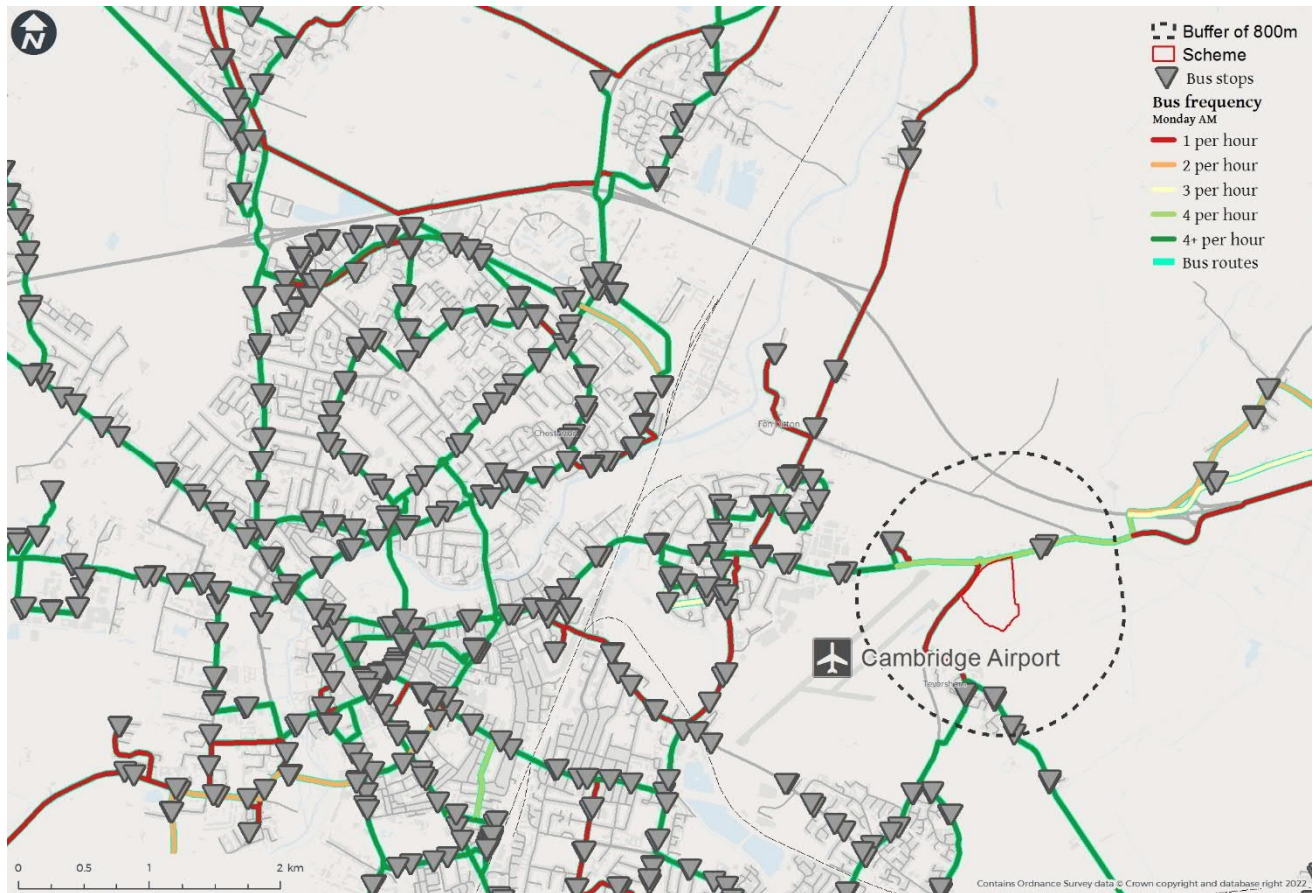 N
Buffer of 800m
Scheme
Bus stops
Bus frequency
Monday AM
1 per hour
2 per hour
3 per hour
4 per hour
4+ per hour
Bus routes
Fen Ditton
Cambridge Airport
Teversham
0 0.5 1 2 km
Contains Ordnance Survey data © Crown copyright and database right 2022